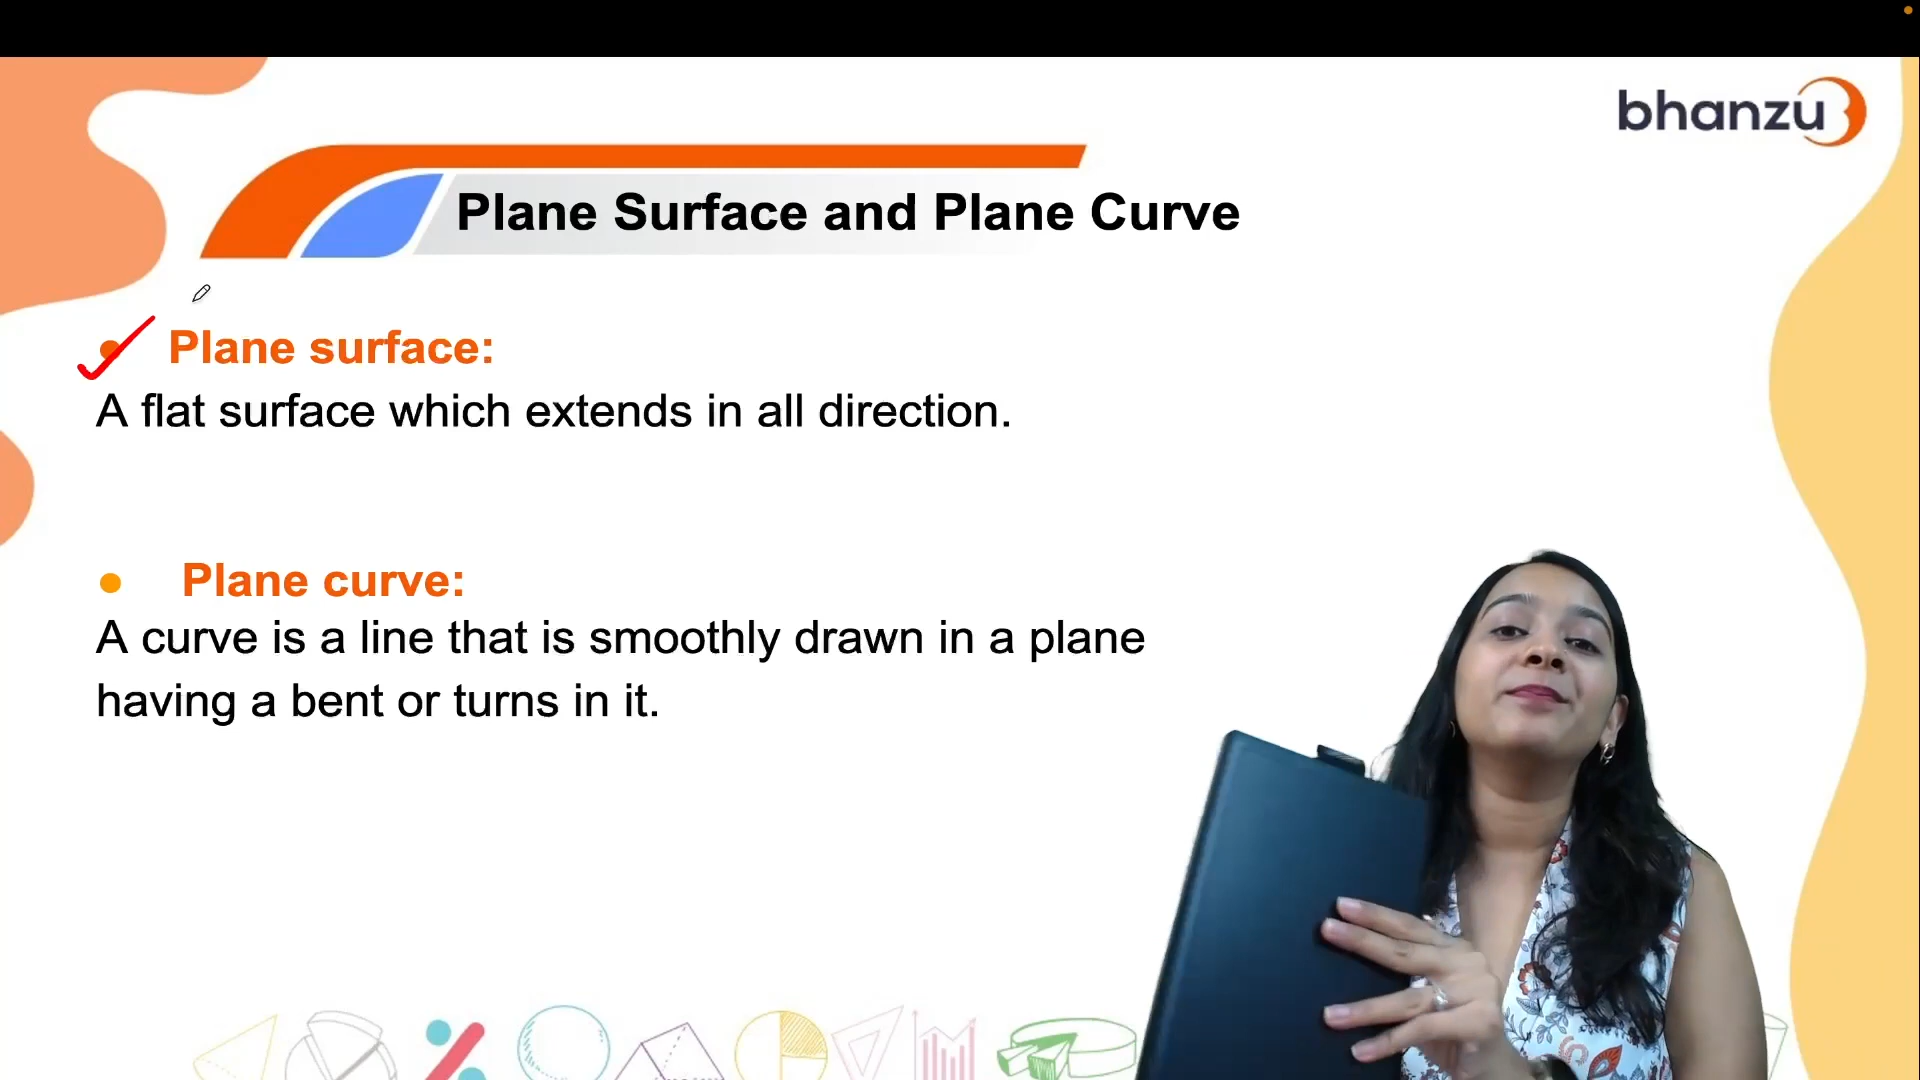 bhanzu
Plane Surface and Plane Curve
Plane surface:
A flat surface which extends in all direction.
Plane curve:
A curve is a line that is smoothly drawn in a plane
having a bent or turns in it.